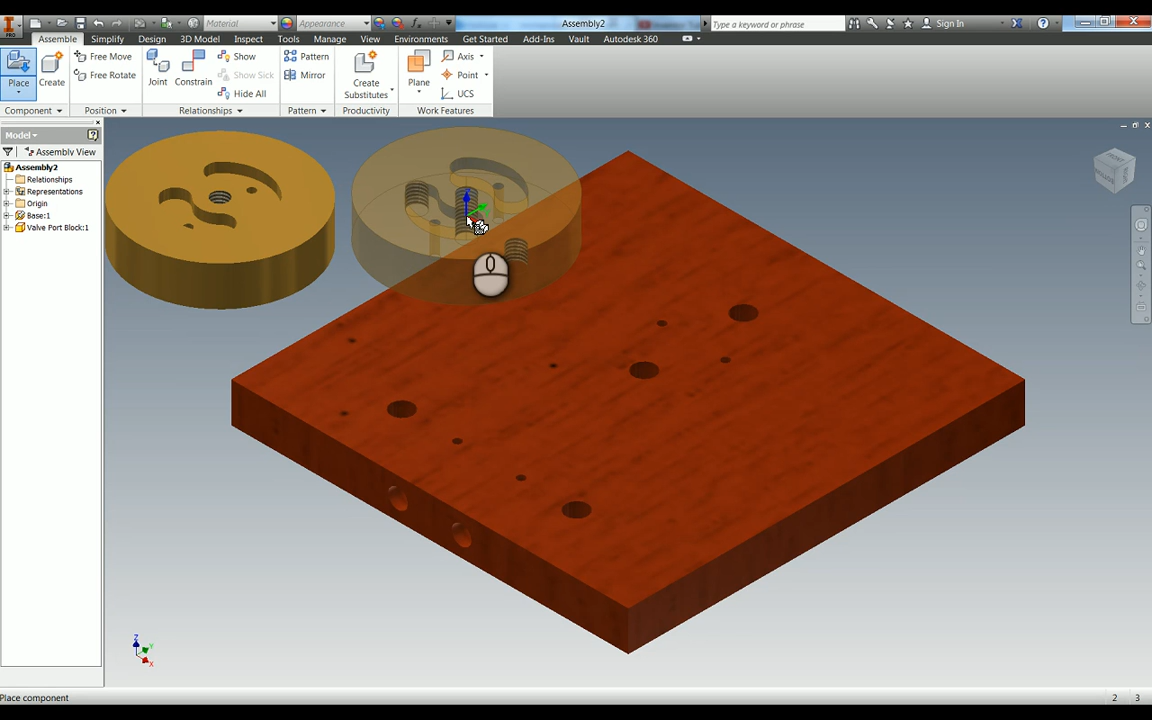 Material
Appearance
Assembly2
Type a keyword or phrase
Sign In
PRO
Assemble Simplify Design 3D Model Inspect Tools Manage View Environments Get Started Add-Ins Vault Autodesk 360
Place
Create
Free Move
Free Rotate
Joint
Constrain
Show
Show Sick
Hide All
Pattern
Mirror
Create
Substitutes
Plane
Axis
Point
UCS
Component Position Relationships Pattern Productivity Work Features
Model
Assembly View
Assembly2
Relationships
Representations
Origin
Base:1
Valve Port Block:1
FRONT
Z
Y
X
Place component
2 3